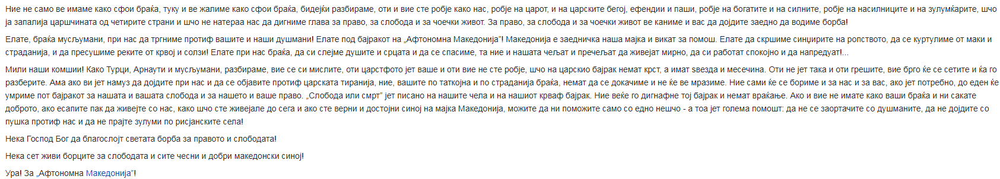 Ние не само ве имаме како сфои браќа, туку и ве жалиме како сфои браќа, бидејќи разбираме, оти и вие сте робје како нас, робје на царот, и на царските бегој, ефендии и паши, робје на богатите и на силните, робје на насилниците и на зулумќарите, шчо
ја запалија царшчината од четирите страни и шчо не натераа нас да дигниме глава за право, за слобода и за чоечки живот. За право, за слобода и за чоечки живот ве каниме и вас да дојдите заедно да водиме борба!
Елате, браќа мусљумани, при нас да тргниме протиф вашите и наши душмани! Елате под бајракот на „Афтономна Македонија”! Македонија е заедничка наша мајка и викат за помош. Елате да скршиме синџирите на ропството, да се куртулиме от маки и
страданија, и да пресушиме реките от крвој и солзи! Елате при нас браќа, да си слејме душите и срцата и да се спасиме, та ние и нашата чељат и пречељат да живејат мирно, да си работат спокојно и да напредуат!...
Мили наши комшии! Како Турци, Арнаути и мусљумани, разбираме, вие се си мислите, оти царстфото јет ваше и оти вие не сте робје, шчо на царскио бајрак немат крст, а имат ѕвезда и месечина. Оти не јет така и оти грешите, вие брго ќе се сетите и ќа го
разберите. Ама ако ви јет намуз да дојдите при нас и да се објавите протиф царската тиранија, ние, вашите по таткојна и по страданија браќа, немат да се докачиме и не ќе ве мразиме. Ние сами ќе се бориме и за нас и за вас, ако јет потребно, до еден ќе
умриме пот бајракот за нашата и вашата слобода и за нашето и ваше право. „Слобода или смрт” јет писано на нашите чела и на нашиот крваф бајрак. Ние веќе го дигнафне тој бајрак и немат враќање. Ако и вие не имате како ваши браќа и ни сакате
доброто, ако есапите пак да живејте со нас, како шчо сте живејале до сега и ако сте верни и достојни синој на мајка Македонија, можите да ни поможите само со едно нешчо - а тоа јет голема помошт: да не се заортачите со душманите, да не дојдите со
пушка протиф нас и да не прајте зулуми по рисјанските села!
Нека Господ Бог да благослојт светата борба за правото и слободата!
Нека сет живи борците за слободата и сите чесни и добри македонски синој!
Ура! За „Афтономна Македонија”!